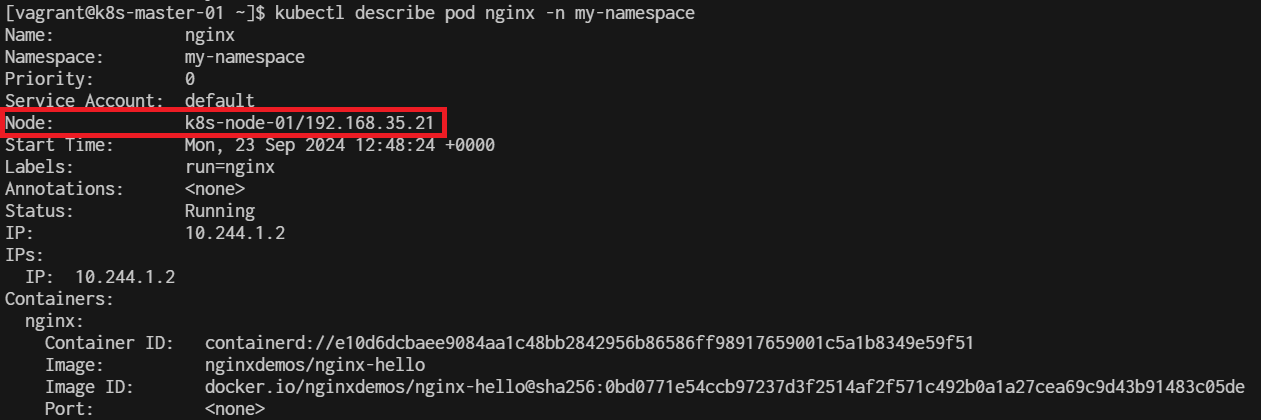 [vagrant@k8s-master-01 ~]$ kubectl describe pod nginx -n my-namespace
Name:             nginx
Namespace:        my-namespace
Priority:         0
Service Account:  default
Node:             k8s-node-01/192.168.35.21
Start Time:       Mon, 23 Sep 2024 12:48:24 +0000
Labels:           run=nginx
Annotations:      <none>
Status:           Running
IP:               10.244.1.2
IPs:
  IP:  10.244.1.2
Containers:
  nginx:
    Container ID:   containerd://e10d6dcbaee9084aa1c48bb2842956b86586ff98917659001c5a1b8349e59f51
    Image:          nginxdemos/nginx-hello
    Image ID:       docker.io/nginxdemos/nginx-hello@sha256:0bd0771e54ccb97237d3f2514af2f571c492b0a1a27cea69c9d43b91483c05de
    Port:           <none>